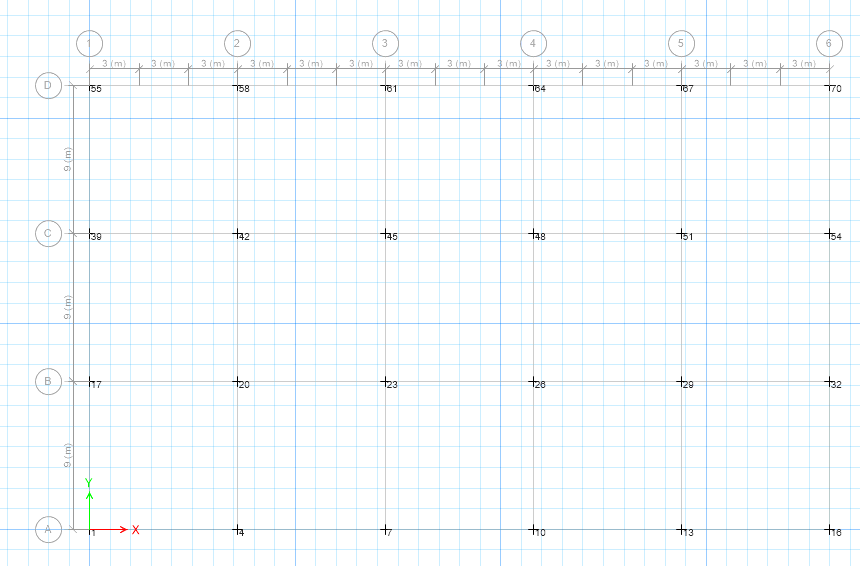 1 2 3 4 5 6
3 (m) 3 (m) 3 (m) 3 (m) 3 (m) 3 (m) 3 (m) 3 (m) 3 (m) 3 (m) 3 (m) 3 (m) 3 (m) 3 (m) 3 (m)
D 55 58 61 64 67 70
9 (m)
C 39 42 45 48 51 54
9 (m)
B 17 20 23 26 29 32
9 (m)
Y
A 1 X 4 7 10 13 16